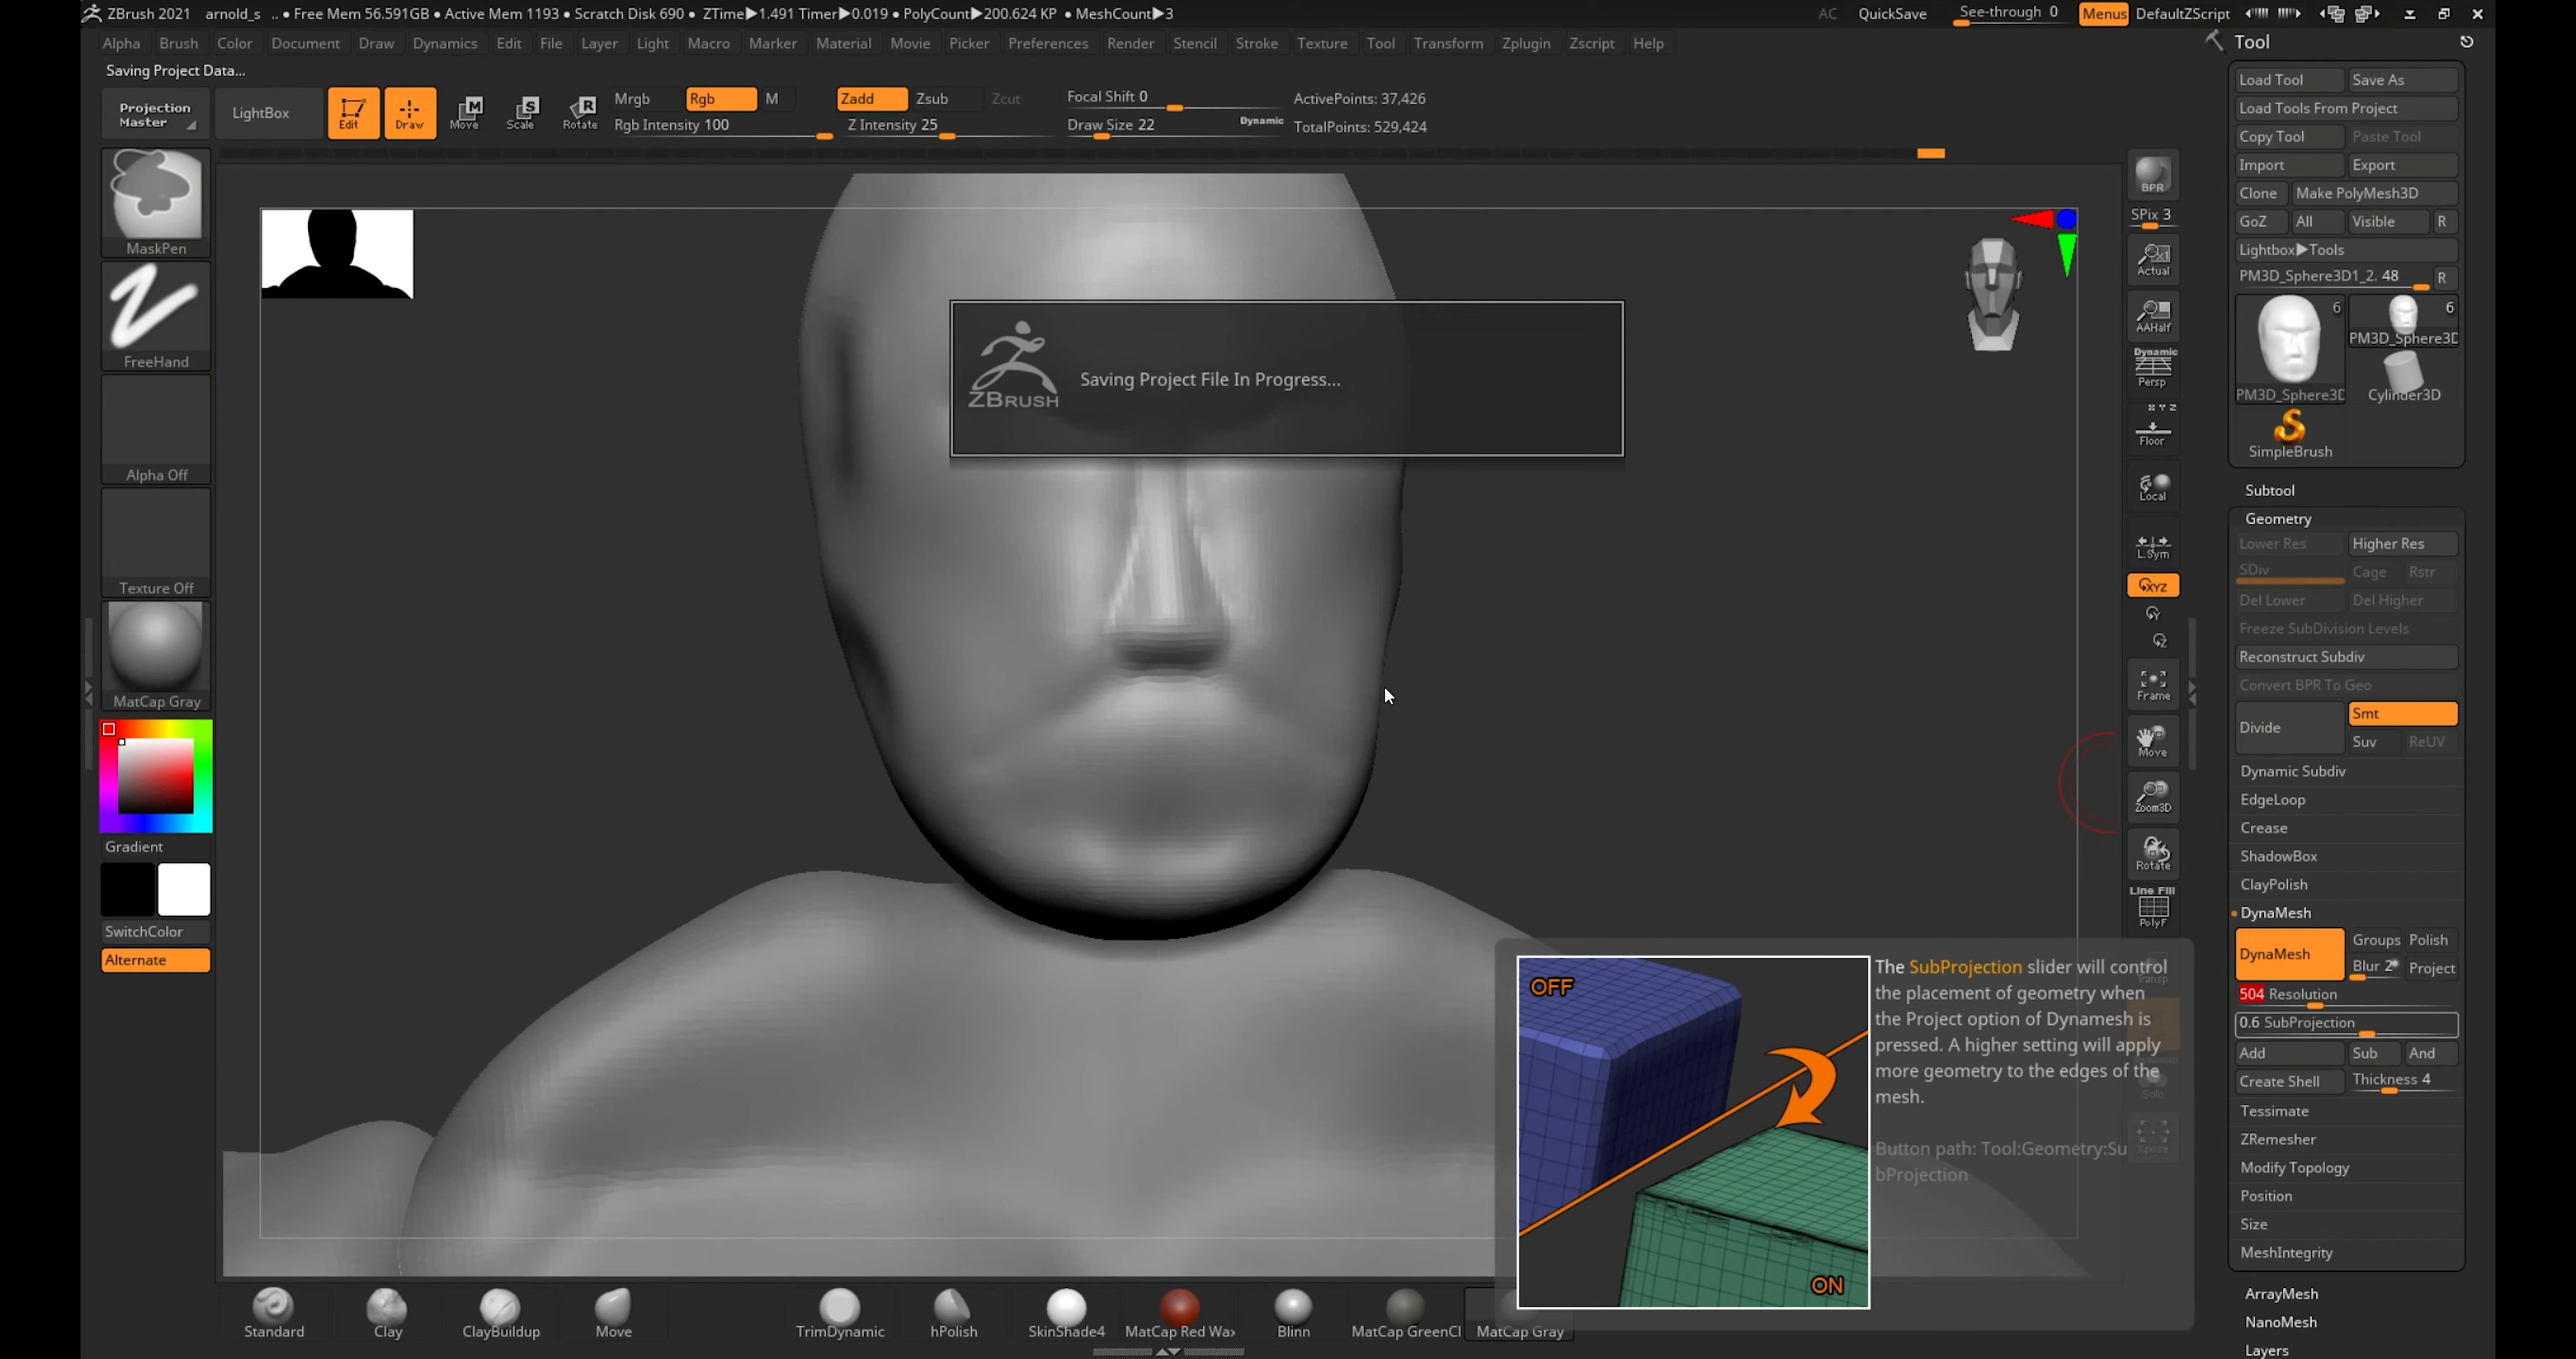 ZBrush 2021 arnold_s .. • Free Mem 56.591GB • Active Mem 1193 • Scratch Disk 690 • ZTime▶1.491 Timer▶0.019 • PolyCount▶200.624 KP • MeshCount▶3 AC QuickSave See-through 0 Menus DefaultZScript
Alpha Brush Color Document Draw Dynamics Edit File Layer Light Macro Marker Material Movie Picker Preferences Render Stencil Stroke Texture Tool Transform Zplugin Zscript Help
Saving Project Data...
Projection Master
LightBox
Edit
Draw
M Move
S Scale
R Rotate
Mrgb Rgb M
Rgb Intensity 100
Zadd Zsub Zcut
Z Intensity 25
Focal Shift 0
Draw Size 22
Dynamic
ActivePoints: 37,426
TotalPoints: 529,424
MaskPen
FreeHand
Alpha Off
Texture Off
MatCap Gray
Gradient
SwitchColor
Alternate
ZBRUSH
Saving Project File In Progress...
BPR
SPix 3
Actual
AAHalf
Dynamic
Persp
X Y Z
Floor
Local
L.Sym
XYZ
Y
Z
Frame
Move
Zoom3D
Rotate
Line Fill
PolyF
Transp
Solo
Xpose
OFF
ON
The SubProjection slider will control
the placement of geometry when
the Project option of Dynamesh is
pressed. A higher setting will apply
more geometry to the edges of the
mesh.
Button path: Tool:Geometry:Su
bProjection
Standard Clay ClayBuildup Move TrimDynamic hPolish SkinShade4 MatCap Red Wax Blinn MatCap GreenCl MatCap Gray
Tool
Load Tool Save As
Load Tools From Project
Copy Tool Paste Tool
Import Export
Clone Make PolyMesh3D
GoZ All Visible R
Lightbox▶Tools
PM3D_Sphere3D1_2. 48 R
6 6
PM3D_Sphere3D
PM3D_Sphere3D Cylinder3D
SimpleBrush
Subtool
Geometry
Lower Res Higher Res
SDiv Cage Rstr
Del Lower Del Higher
Freeze SubDivision Levels
Reconstruct Subdiv
Convert BPR To Geo
Divide Smt
Suv ReUV
Dynamic Subdiv
EdgeLoop
Crease
ShadowBox
ClayPolish
DynaMesh
DynaMesh Groups Polish
Blur 2 Project
504 Resolution
0.6 SubProjection
Add Sub And
Create Shell Thickness 4
Tessimate
ZRemesher
Modify Topology
Position
Size
MeshIntegrity
ArrayMesh
NanoMesh
Layers